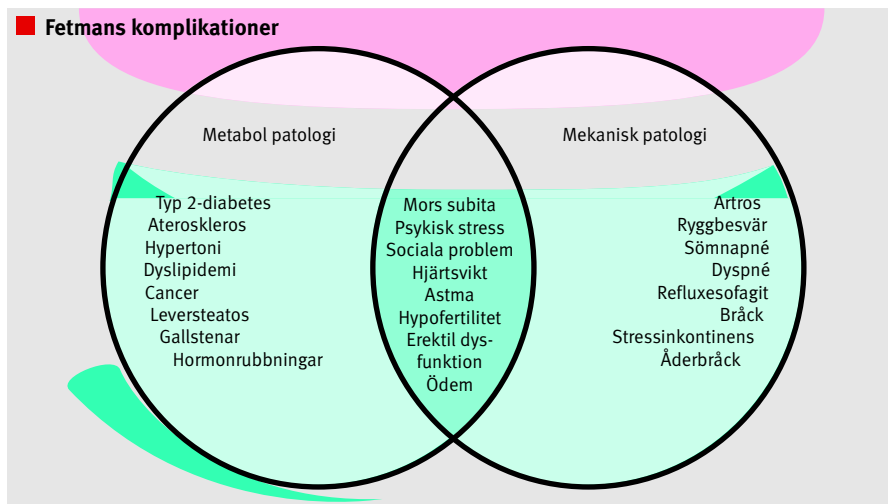 Fetmans komplikationer
Metabol patologi
Mekanisk patologi
Typ 2-diabetes
Ateroskleros
Hypertoni
Dyslipidemi
Cancer
Leversteatos
Gallstenar
Hormonrubbningar
Mors subita
Psykisk stress
Sociala problem
Hjärtsvikt
Astma
Hypofertilitet
Erektil dys-
funktion
Ödem
Artros
Ryggbesvär
Sömnapné
Dyspné
Refluxesofagit
Bråck
Stressinkontinens
Åderbråck